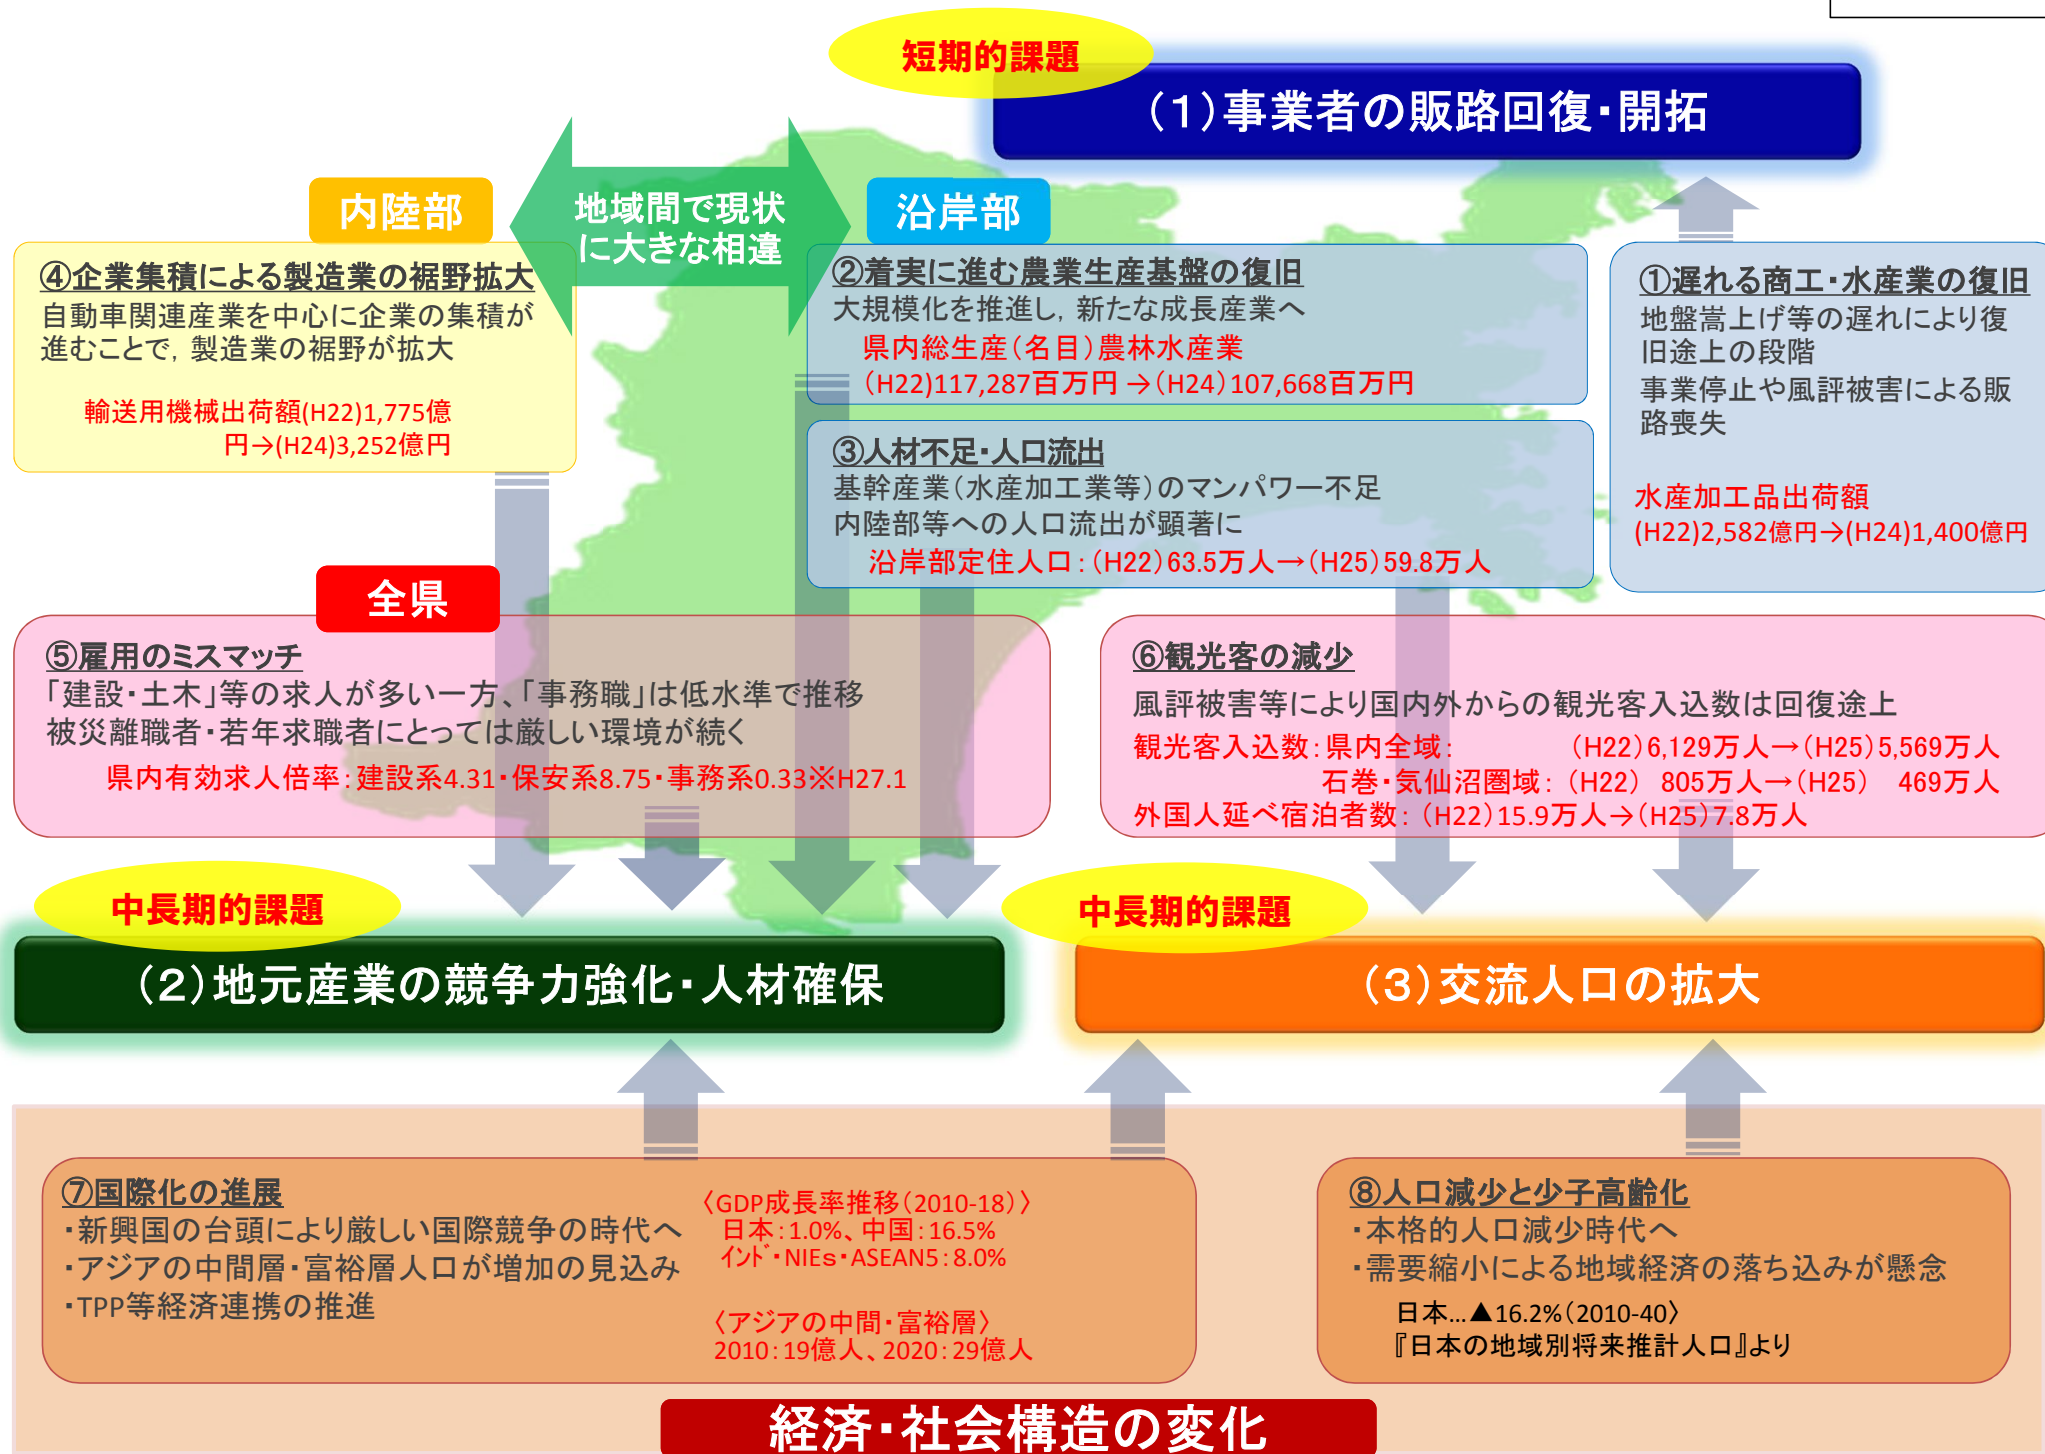 短期的課題
(1)事業者の販路回復・開拓
内陸部
地域間で現状
に大きな相違
沿岸部
④企業集積による製造業の裾野拡大
自動車関連産業を中心に企業の集積が
進むことで, 製造業の裾野が拡大
輸送用機械出荷額(H22)1,775億
円→(H24)3,252億円
②着実に進む農業生産基盤の復旧
大規模化を推進し, 新たな成長産業へ
県内総生産(名目)農林水産業
(H22)117,287百万円 →(H24)107,668百万円
①遅れる商工・水産業の復旧
地盤嵩上げ等の遅れにより復
旧途上の段階
事業停止や風評被害による販
路喪失
水産加工品出荷額
(H22)2,582億円→(H24)1,400億円
③人材不足・人口流出
基幹産業(水産加工業等)のマンパワー不足
内陸部等への人口流出が顕著に
沿岸部定住人口:(H22)63.5万人→(H25)59.8万人
全県
⑤雇用のミスマッチ
「建設・土木」等の求人が多い一方、「事務職」は低水準で推移
被災離職者・若年求職者にとっては厳しい環境が続く
県内有効求人倍率:建設系4.31・保安系8.75・事務系0.33※H27.1
⑥観光客の減少
風評被害等により国内外からの観光客入込数は回復途上
観光客入込数:県内全域: (H22)6,129万人→(H25)5,569万人
石巻・気仙沼圏域:(H22) 805万人→(H25) 469万人
外国人延べ宿泊者数:(H22)15.9万人→(H25)7.8万人
中長期的課題
(2)地元産業の競争力強化・人材確保
中長期的課題
(3)交流人口の拡大
⑦国際化の進展
・新興国の台頭により厳しい国際競争の時代へ
・アジアの中間層・富裕層人口が増加の見込み
・TPP等経済連携の推進
〈GDP成長率推移(2010-18)〉
日本:1.0%、中国:16.5%
インド・NIEs・ASEAN5:8.0%
〈アジアの中間・富裕層〉
2010:19億人、2020:29億人
⑧人口減少と少子高齢化
・本格的人口減少時代へ
・需要縮小による地域経済の落ち込みが懸念
日本…▲16.2%(2010-40〉
『日本の地域別将来推計人口』より
経済・社会構造の変化